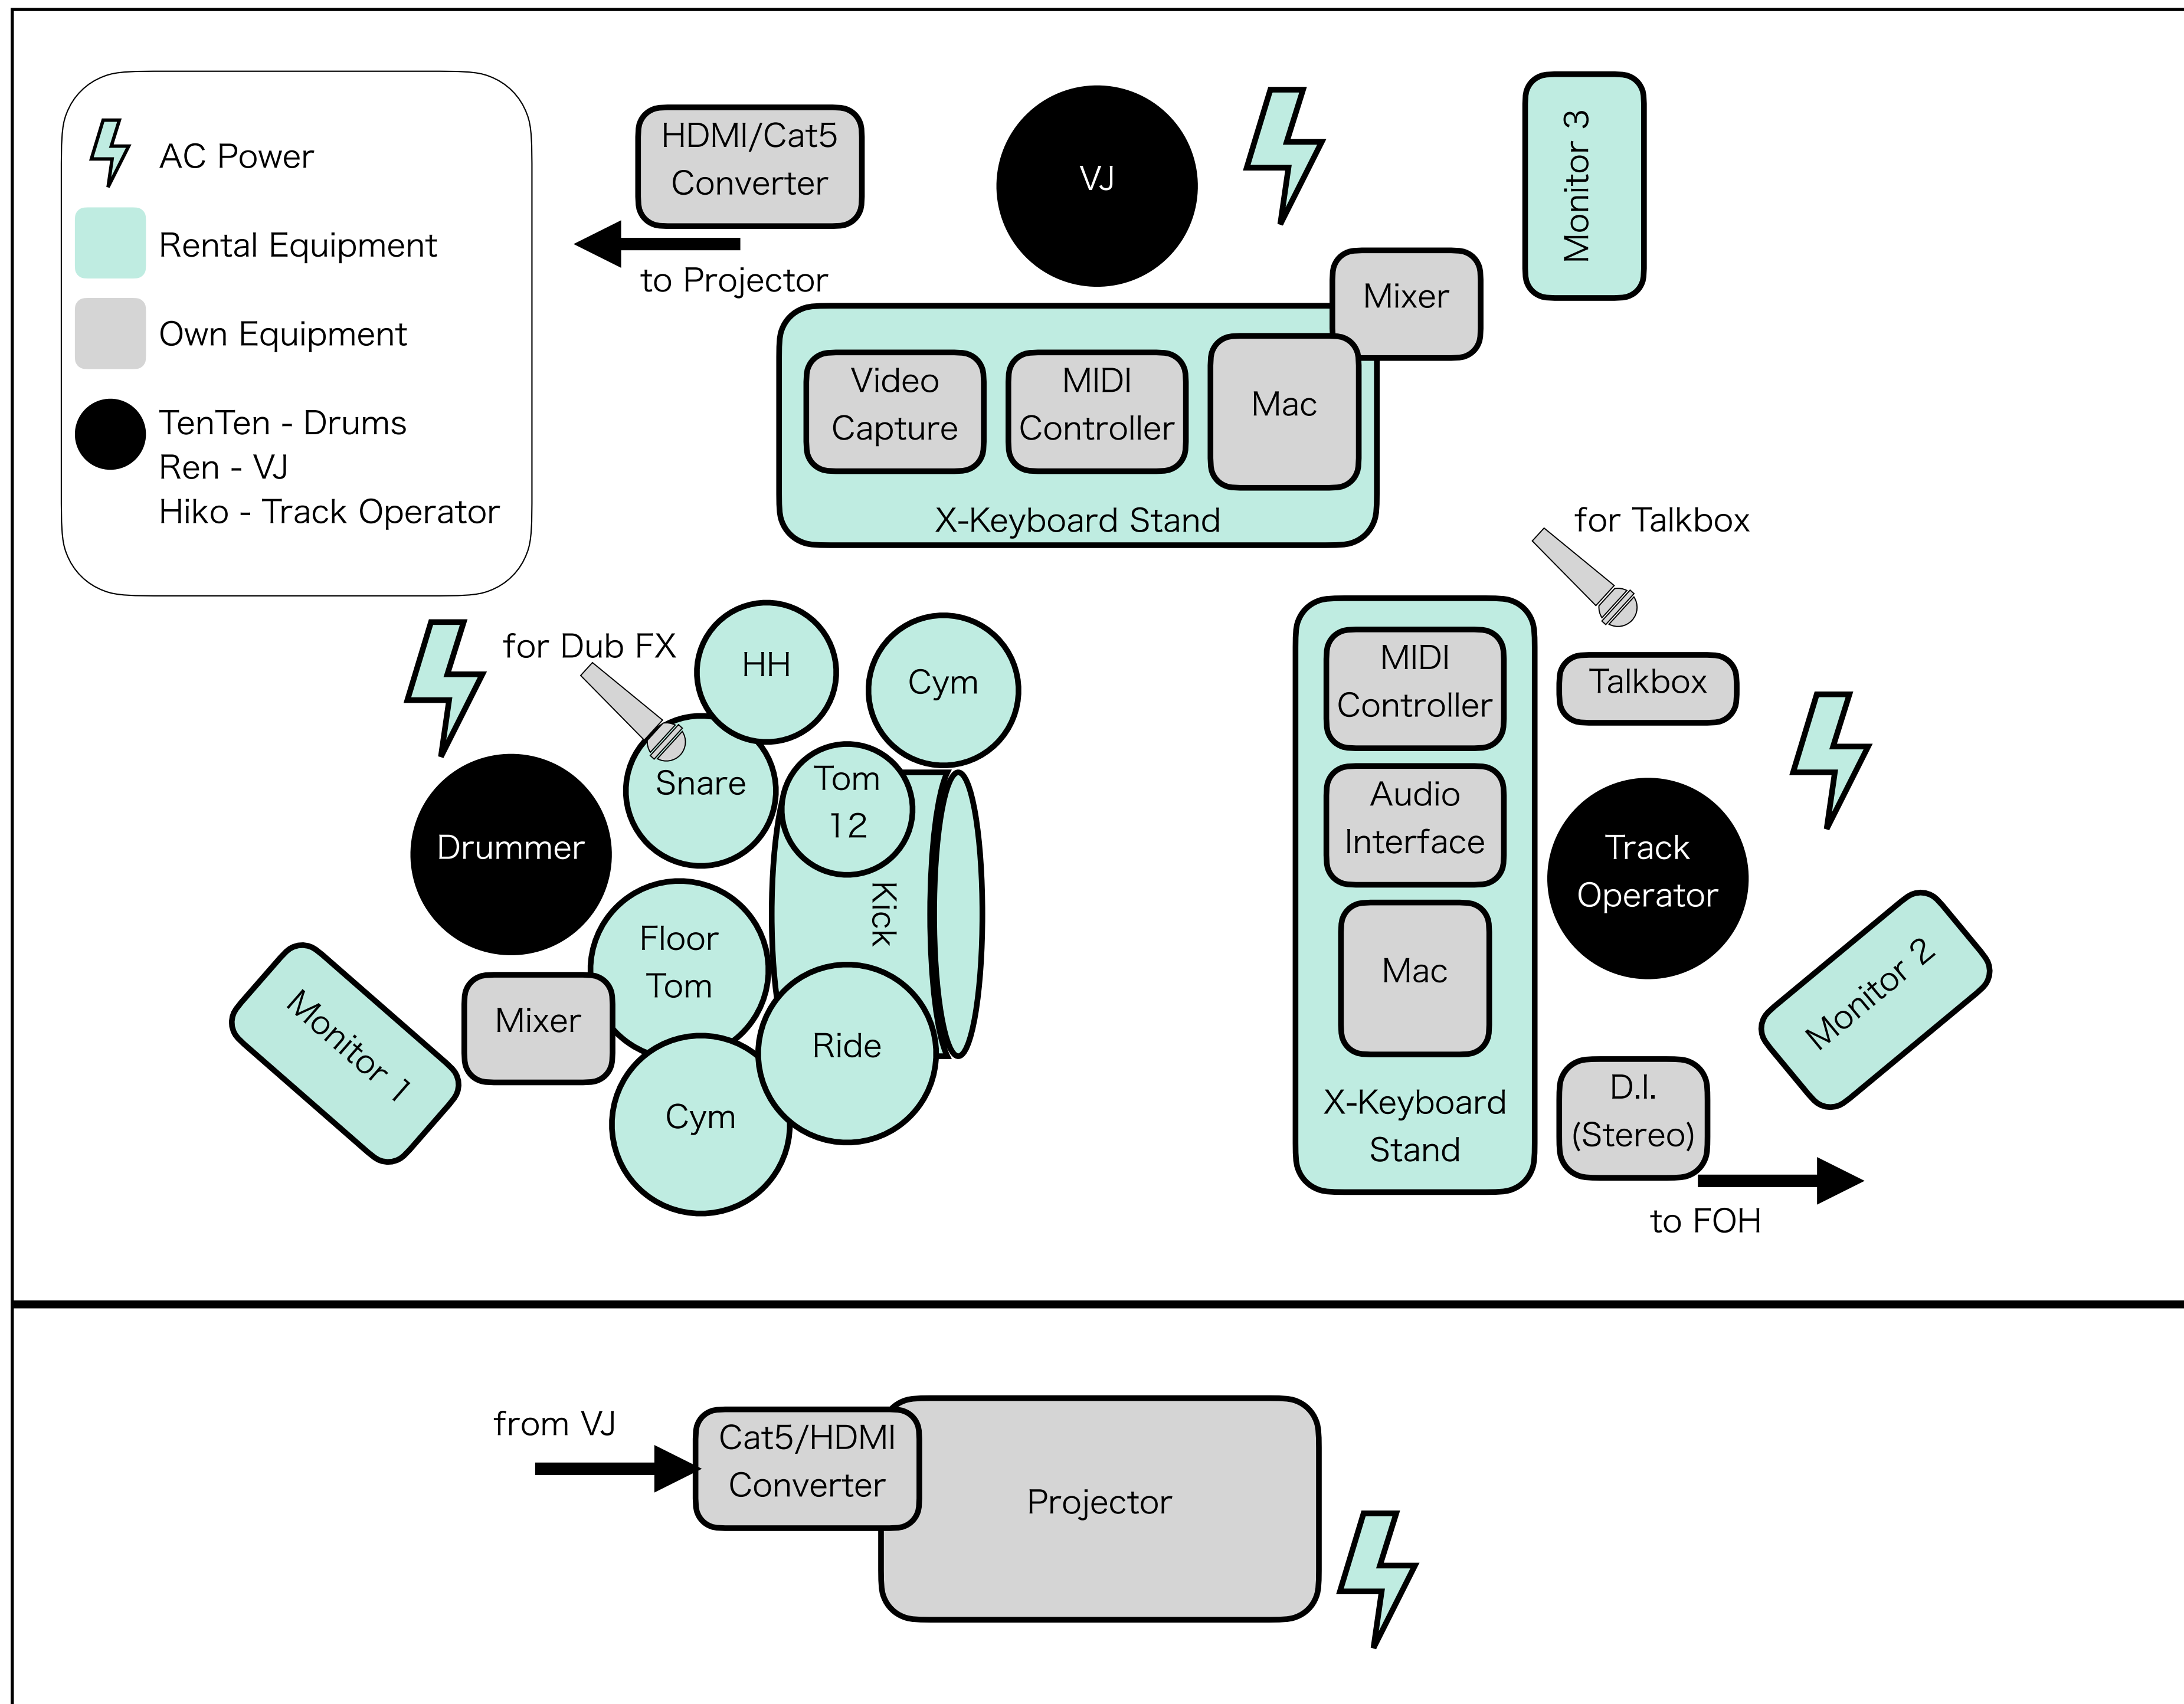 AC Power
Rental Equipment
Own Equipment
TenTen - Drums
Ren - VJ
Hiko - Track Operator
HDMI/Cat5
Converter
to Projector
VJ
Monitor 3
Mixer
Video
Capture
MIDI
Controller
Mac
X-Keyboard Stand
for Talkbox
for Dub FX
HH
Cym
Snare
Tom
12
Drummer
Kick
Floor
Tom
Mixer
Monitor 1
Ride
Cym
MIDI
Controller
Talkbox
Audio
Interface
Track
Operator
Mac
Monitor 2
X-Keyboard
Stand
D.I.
(Stereo)
to FOH
from VJ
Cat5/HDMI
Converter
Projector